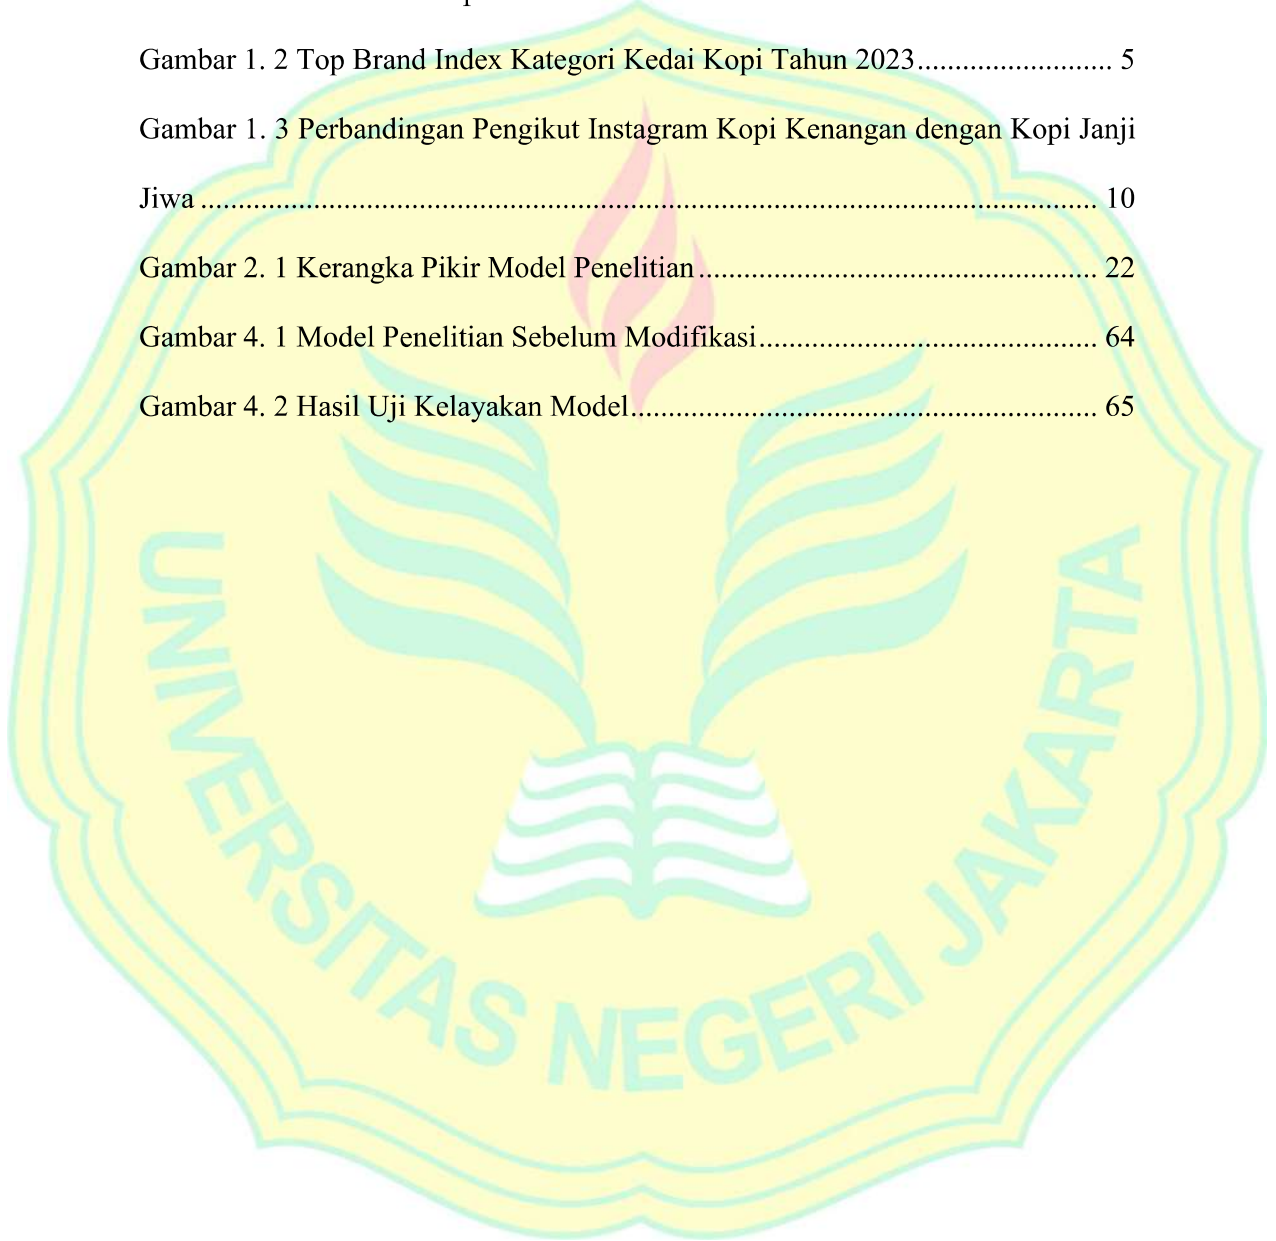 Gambar 1. 2 Top Brand Index Kategori Kedai Kopi Tahun 2023.......................... 5
Gambar 1. 3 Perbandingan Pengikut Instagram Kopi Kenangan dengan Kopi Janji
Jiwa ........................................................................................................................ 10
Gambar 2. 1 Kerangka Pikir Model Penelitian..................................................... 22
Gambar 4. 1 Model Penelitian Sebelum Modifikasi............................................. 64
Gambar 4. 2 Hasil Uji Kelayakan Model.............................................................. 65
UNIVERSITAS NEGERI JAKARTA